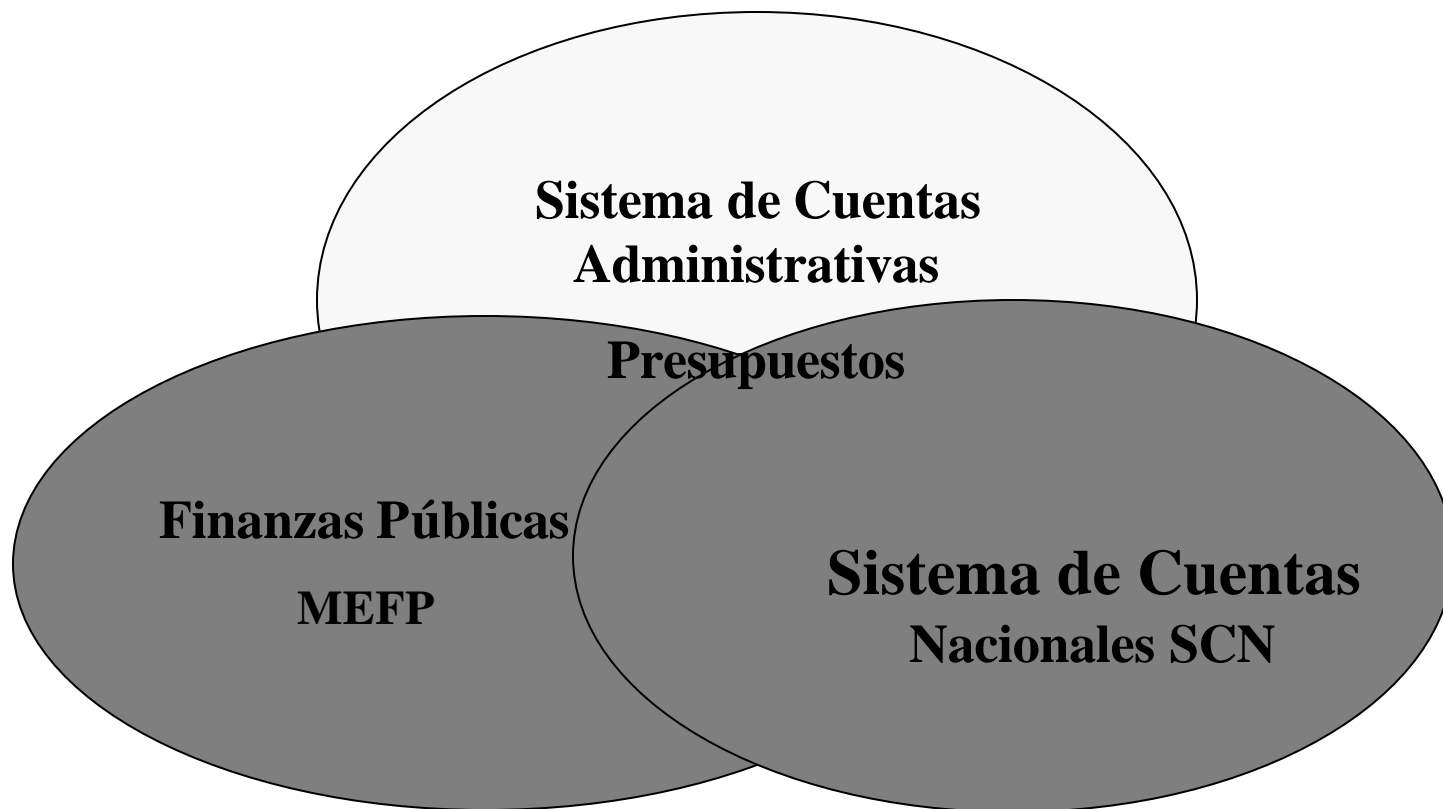 Sistema de Cuentas
Administrativas
Presupuestos
Finanzas Públicas
MEFP
Sistema de Cuentas
Nacionales SCN